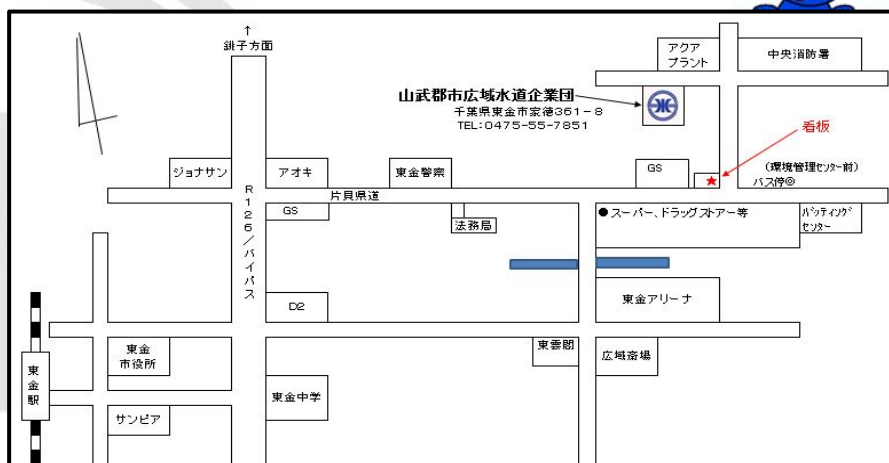 ↑
銚子方面
アクア
プラント
中央消防署
山武郡市広域水道企業団
千葉県東金市家徳361-8
TEL:0475-55-7851
看板
ジョナサン
アオキ
東金警察
GS
(環境管理センター前)
バス停◎
R126/バイパス
片貝県道
GS
法務局
●スーパー、ドラッグストアー等
バッティング
センター
D2
東金アリーナ
東金
市役所
東雲閣
広域斎場
東金駅
東金中学
サンピア